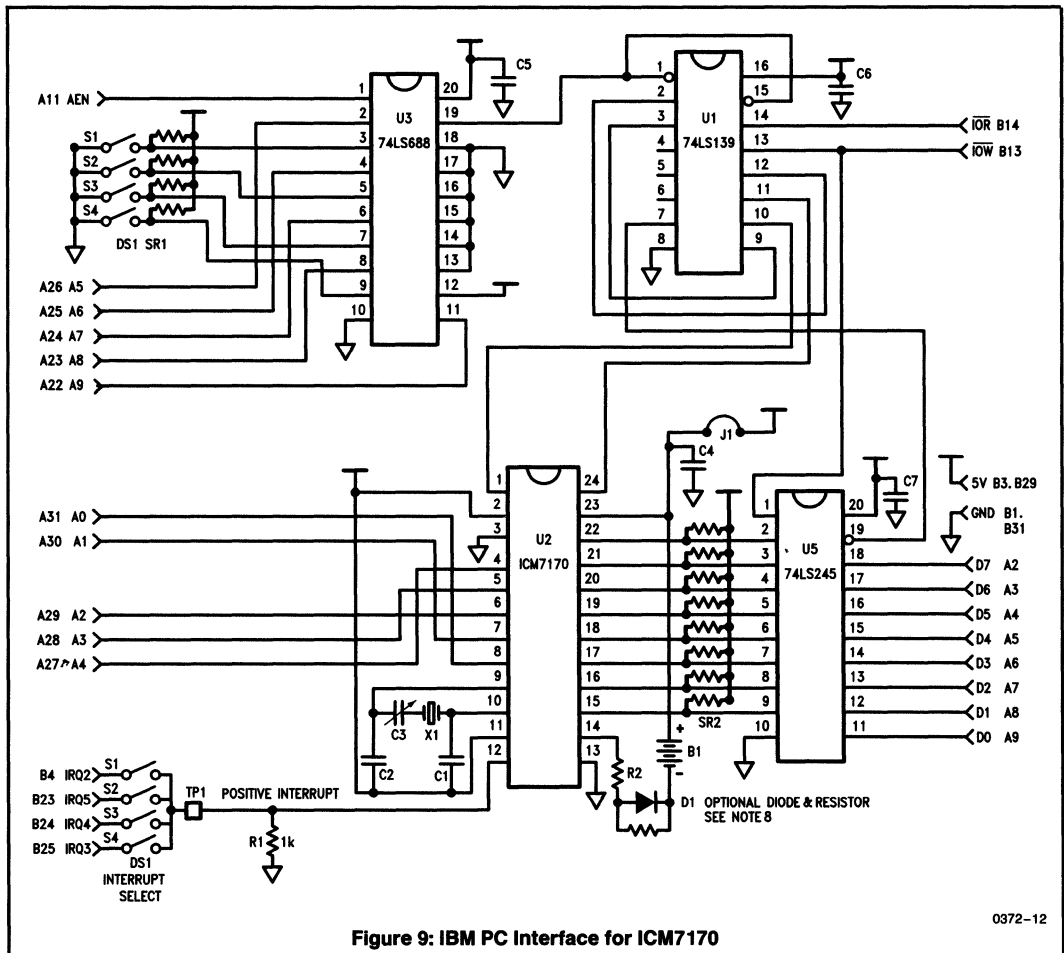 A11 AEN
S1
S2
S3
S4
DS1 SR1
A26 A5
A25 A6
A24 A7
A23 A8
A22 A9
1
2
3
4
5
6
7
8
9
10
U3
74LS688
20
19
18
17
16
15
14
13
12
11
C5
1
2
3
4
5
6
7
8
U1
74LS139
16
15
14
13
12
11
10
9
C6
IOR B14
IOW B13
A31 A0
A30 A1
A29 A2
A28 A3
A27 A4
1
2
3
4
5
6
7
8
9
10
11
12
U2
ICM7170
24
23
22
21
20
19
18
17
16
15
14
13
J1
C4
C3
X1
C2
C1
SR2
+
B1
-
R2
D1 OPTIONAL DIODE & RESISTOR
SEE NOTE 8
1
2
3
4
5
6
7
8
9
10
U5
74LS245
20
19
18
17
16
15
14
13
12
11
C7
5V B3. B29
GND B1.
B31
D7 A2
D6 A3
D5 A4
D4 A5
D3 A6
D2 A7
D1 A8
D0 A9
B4 IRQ2
B23 IRQ5
B24 IRQ4
B25 IRQ3
S1
S2
S3
S4
DS1
INTERRUPT
SELECT
TP1
POSITIVE INTERRUPT
R1
1k
0372-12
Figure 9: IBM PC Interface for ICM7170